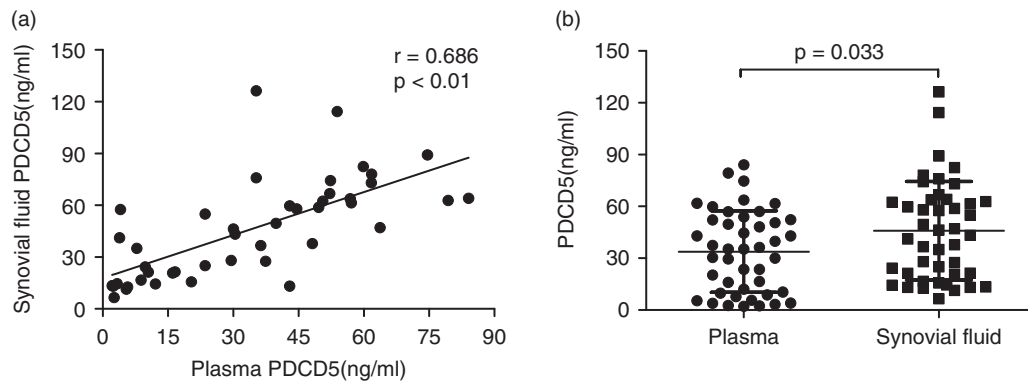 (a)
150
120
90
60
30
0
Synovial fluid PDCD5(ng/ml)
r = 0.686
p < 0.01
0
15
30
45
60
75
90
Plasma PDCD5(ng/ml)
(b)
150
120
90
60
30
0
PDCD5(ng/ml)
p = 0.033
Plasma
Synovial fluid